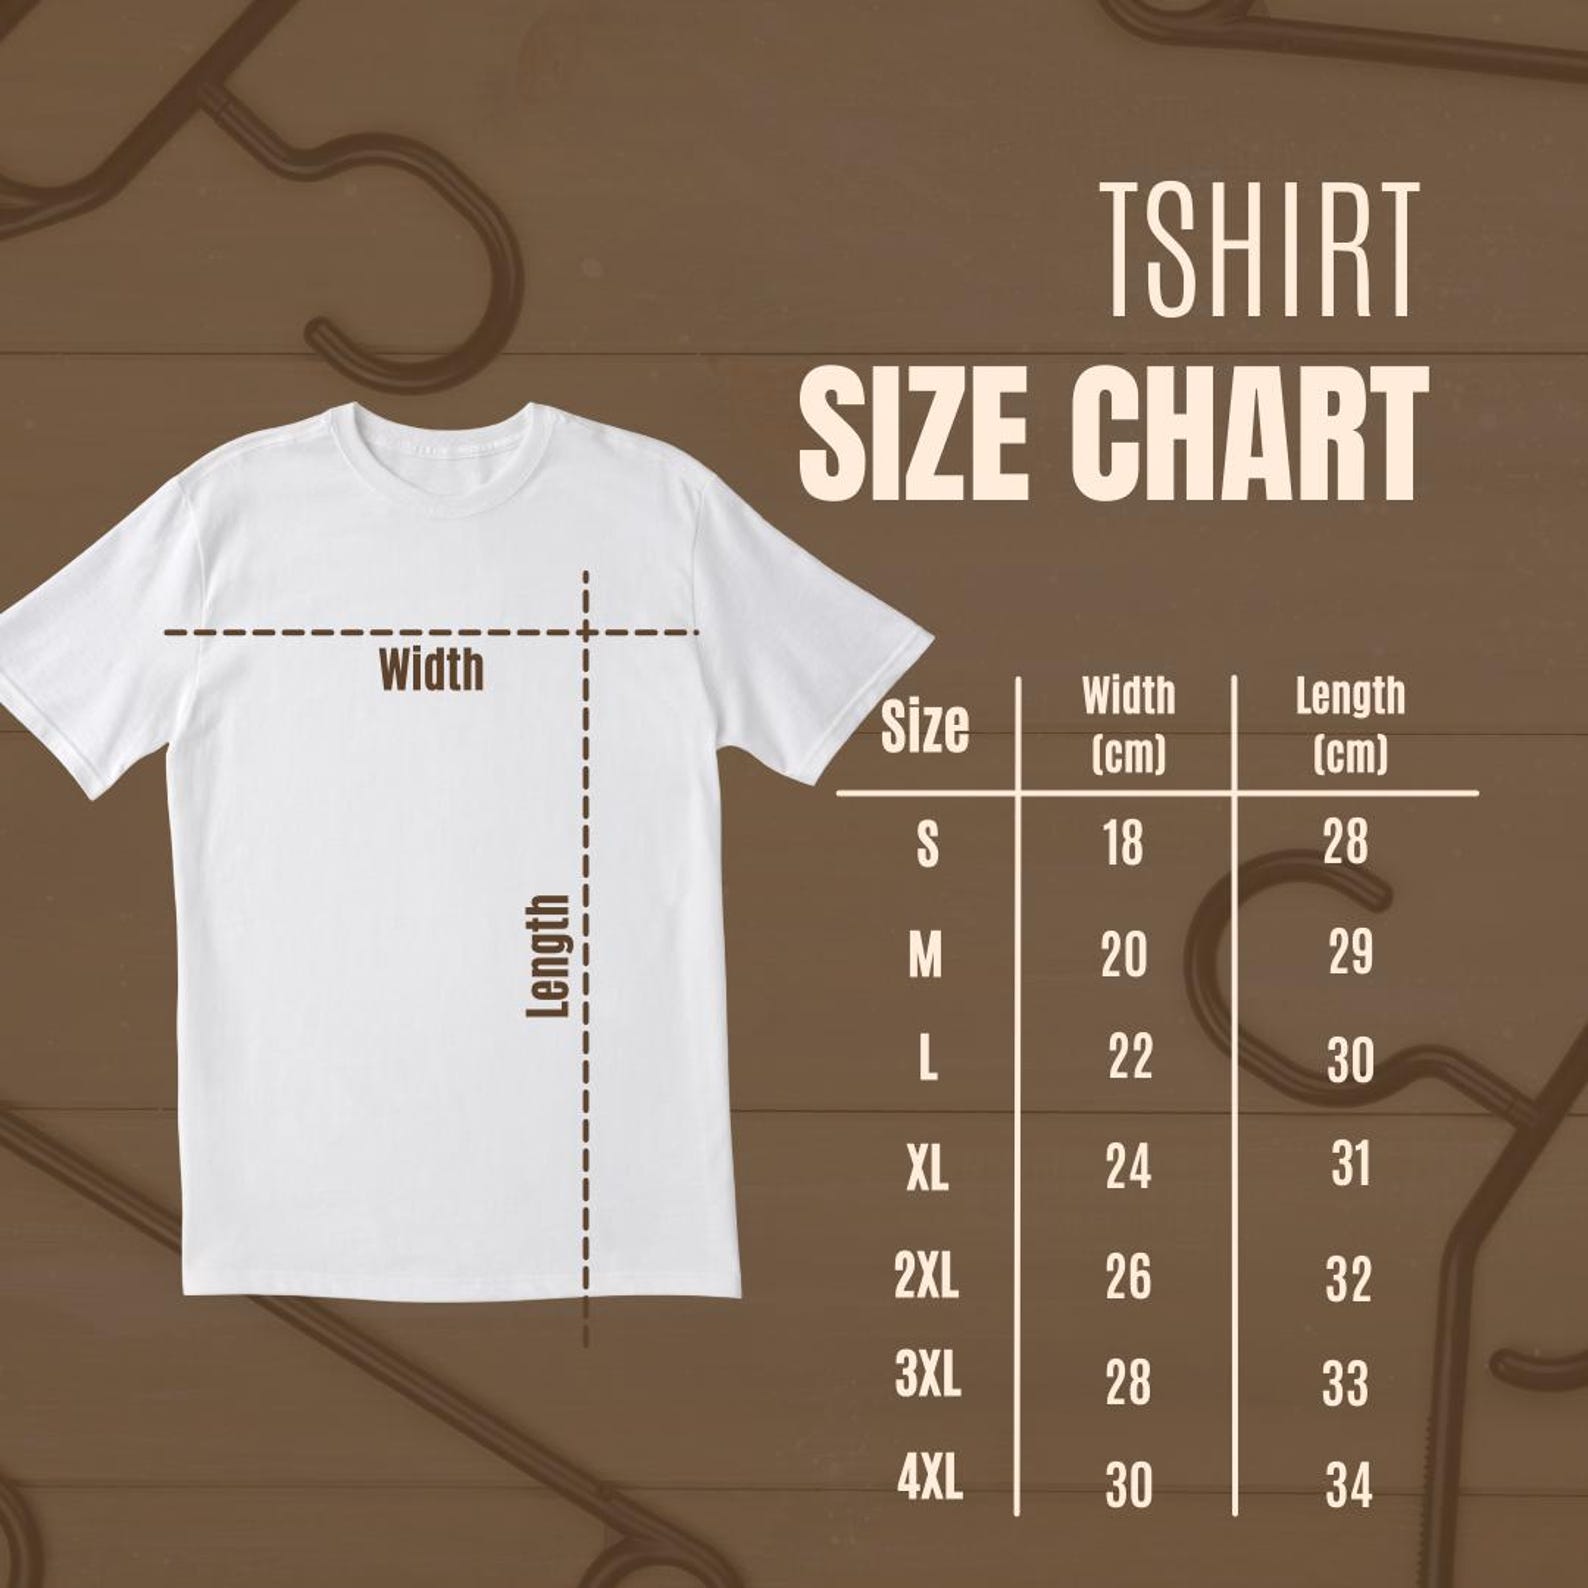 TSHIRT
SIZE CHART
Width
Length
Size Width (cm) Length (cm)
S 18 28
M 20 29
L 22 30
XL 24 31
2XL 26 32
3XL 28 33
4XL 30 34